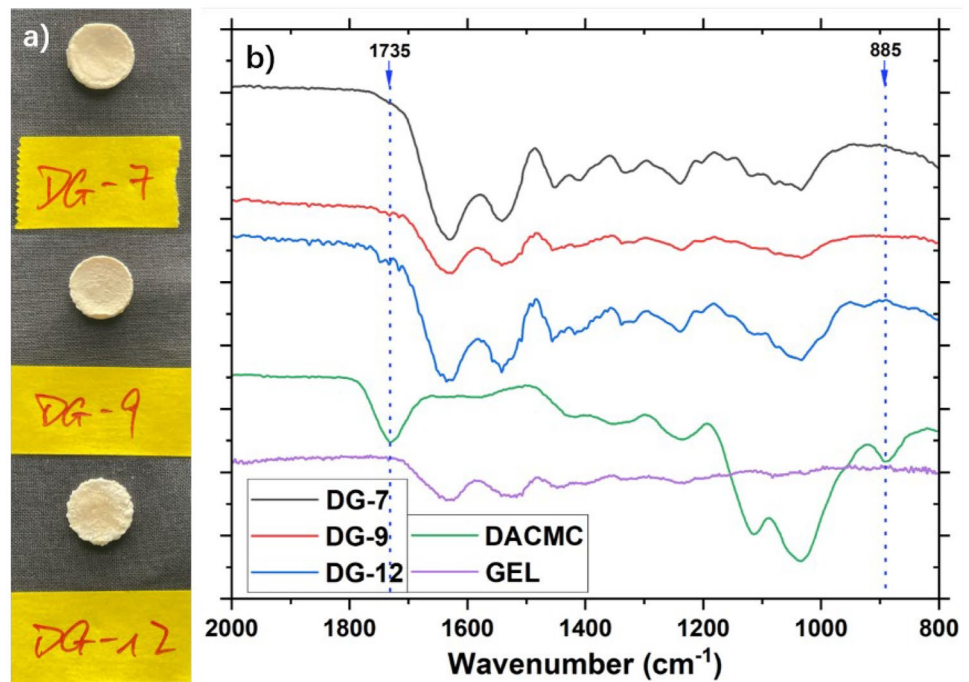 a)
DG-7
DG-9
DG-12
b)
1735
885
DG-7
DG-9
DG-12
DACMC
GEL
2000 1800 1600 1400 1200 1000 800
Wavenumber (cm⁻¹)